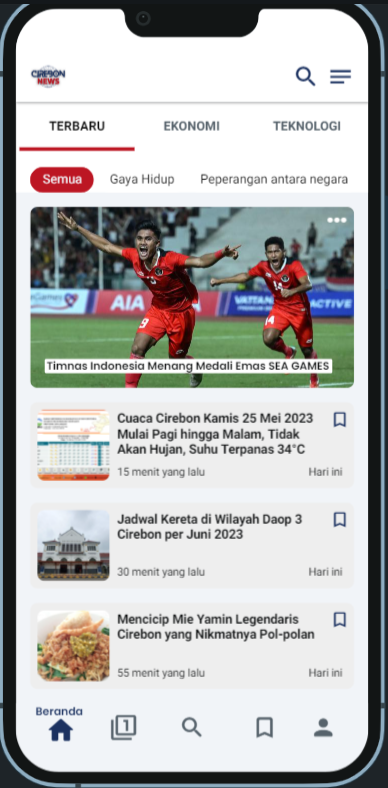 CIREBON
NEWS
TERBARU
EKONOMI
TEKNOLOGI
Semua
Gaya Hidup
Peperangan antara negara
AIA
ACTIVE
9
Timnas Indonesia Menang Medali Emas SEA GAMES
Cuaca Cirebon Kamis 25 Mei 2023
Mulai Pagi hingga Malam, Tidak
Akan Hujan, Suhu Terpanas 34°C
15 menit yang lalu
Hari ini
Jadwal Kereta di Wilayah Daop 3
Cirebon per Juni 2023
30 menit yang lalu
Hari ini
Mencicip Mie Yamin Legendaris
Cirebon yang Nikmatnya Pol-polan
55 menit yang lalu
Hari ini
Beranda
1